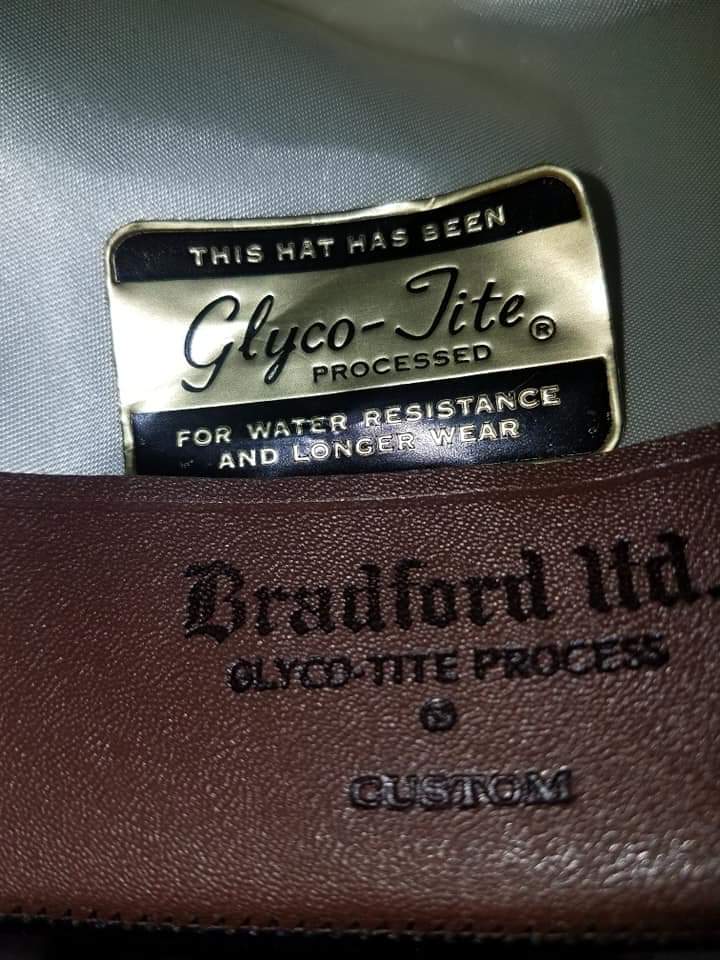 THIS HAT HAS BEEN
Glyco-Tite®
PROCESSED
FOR WATER RESISTANCE
AND LONGER WEAR
Bradford ltd.
GLYCO-TITE PROCESS
®
CUSTOM